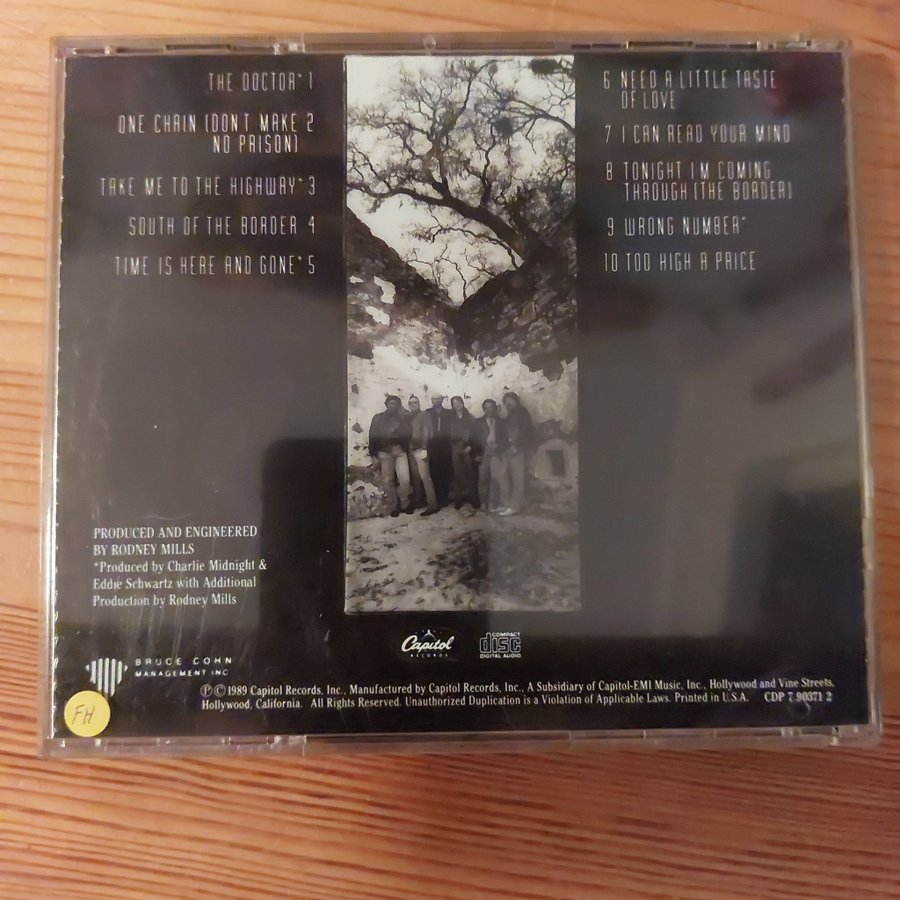 THE DOCTOR* 1
ONE CHAIN (DON'T MAKE 2
NO PRISON)
TAKE ME TO THE HIGHWAY* 3
SOUTH OF THE BORDER 4
TIME IS HERE AND GONE* 5
6 NEED A LITTLE TASTE
OF LOVE
7 I CAN READ YOUR MIND
8 TONIGHT I'M COMING
THROUGH (THE BORDER)
9 WRONG NUMBER*
10 TOO HIGH A PRICE
PRODUCED AND ENGINEERED
BY RODNEY MILLS
*Produced by Charlie Midnight &
Eddie Schwartz with Additional
Production by Rodney Mills
BRUCE COHN
MANAGEMENT INC
FH
Capitol
RECORDS
COMPACT
disc
DIGITAL AUDIO
Ⓟ © 1989 Capitol Records, Inc., Manufactured by Capitol Records, Inc., A Subsidiary of Capitol-EMI Music, Inc., Hollywood and Vine Streets,
Hollywood, California. All Rights Reserved. Unauthorized Duplication is a Violation of Applicable Laws. Printed in U.S.A. CDP 7 90371 2